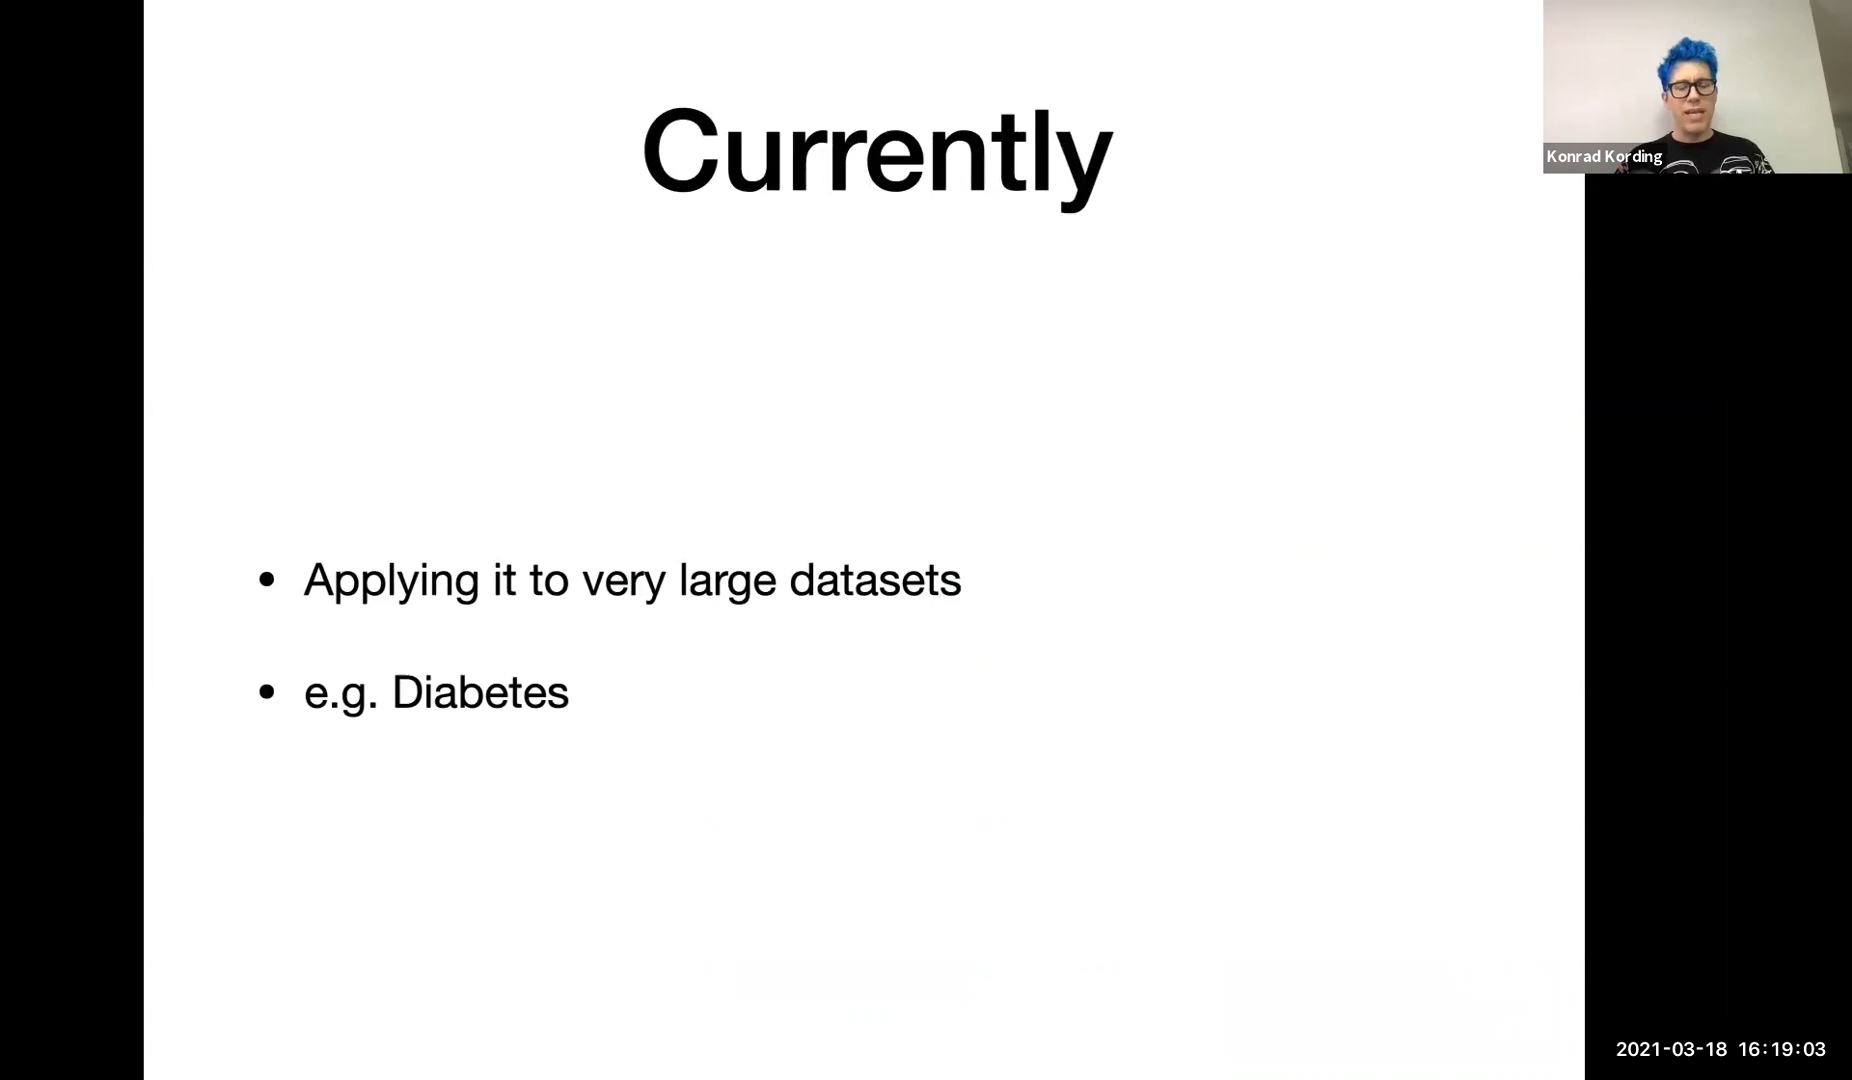 Currently
Konrad Kording
• Applying it to very large datasets
• e.g. Diabetes
2021-03-18 16:19:03